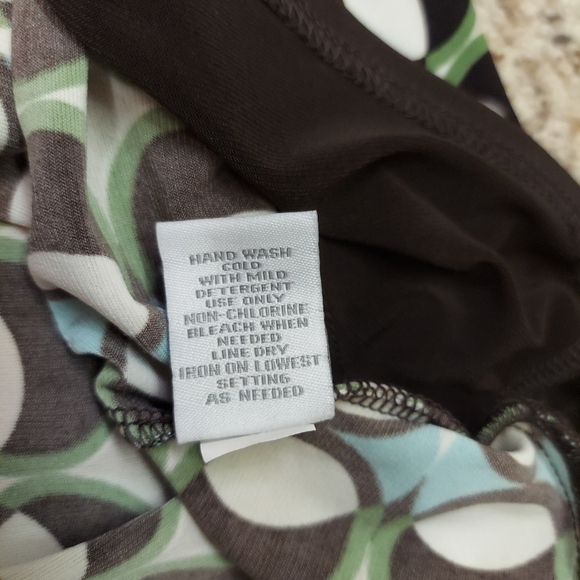 HAND WASH
COLD
WITH MILD
DETERGENT
USE ONLY
NON-CHLORINE
BLEACH WHEN
NEEDED
LINE DRY
IRON ON LOWEST
SETTING
AS NEEDED